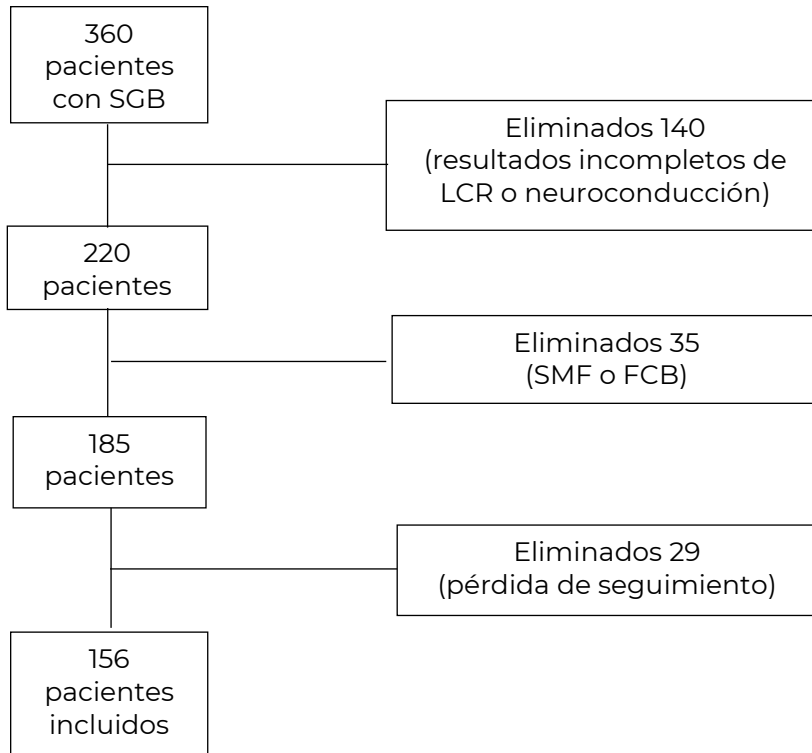 360
pacientes
con SGB
Eliminados 140
(resultados incompletos de
LCR o neuroconducción)
220
pacientes
Eliminados 35
(SMF o FCB)
185
pacientes
Eliminados 29
(pérdida de seguimiento)
156
pacientes
incluidos